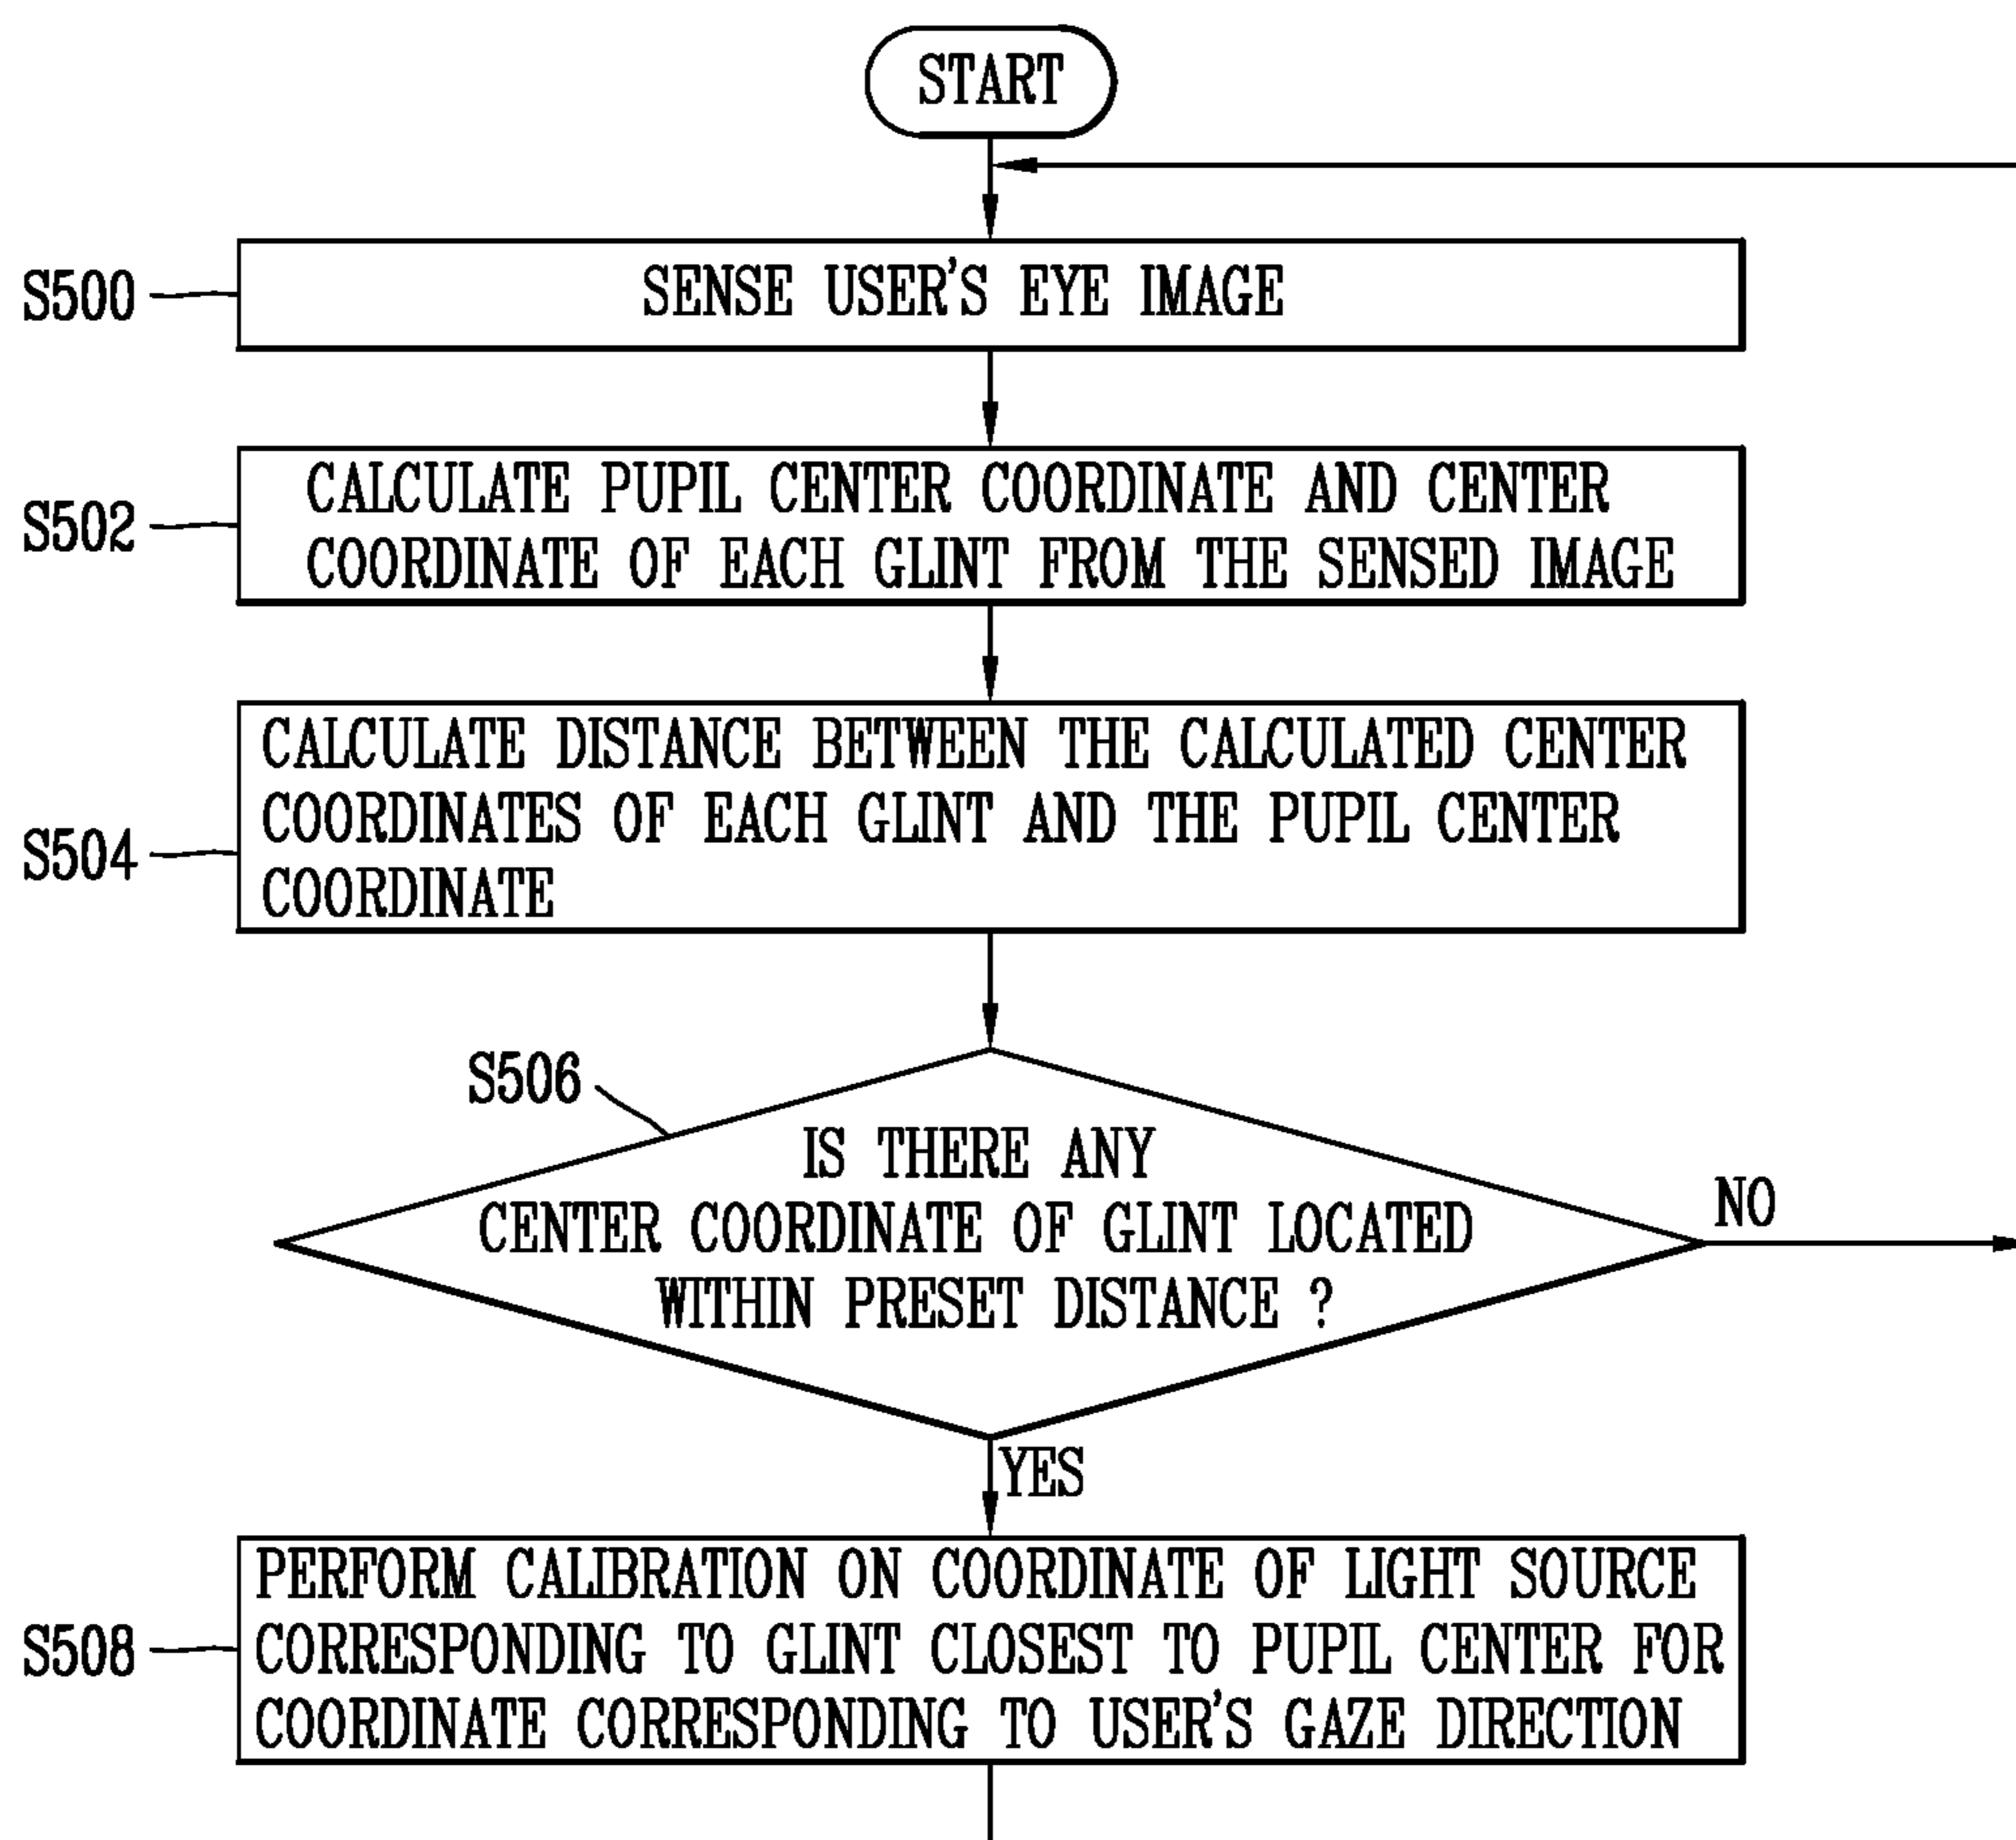 START
S500
SENSE USER'S EYE IMAGE
S502
CALCULATE PUPIL CENTER COORDINATE AND CENTER
COORDINATE OF EACH GLINT FROM THE SENSED IMAGE
S504
CALCULATE DISTANCE BETWEEN THE CALCULATED CENTER
COORDINATES OF EACH GLINT AND THE PUPIL CENTER
COORDINATE
S506
IS THERE ANY
CENTER COORDINATE OF GLINT LOCATED
WITHIN PRESET DISTANCE ?
NO
YES
S508
PERFORM CALIBRATION ON COORDINATE OF LIGHT SOURCE
CORRESPONDING TO GLINT CLOSEST TO PUPIL CENTER FOR
COORDINATE CORRESPONDING TO USER'S GAZE DIRECTION